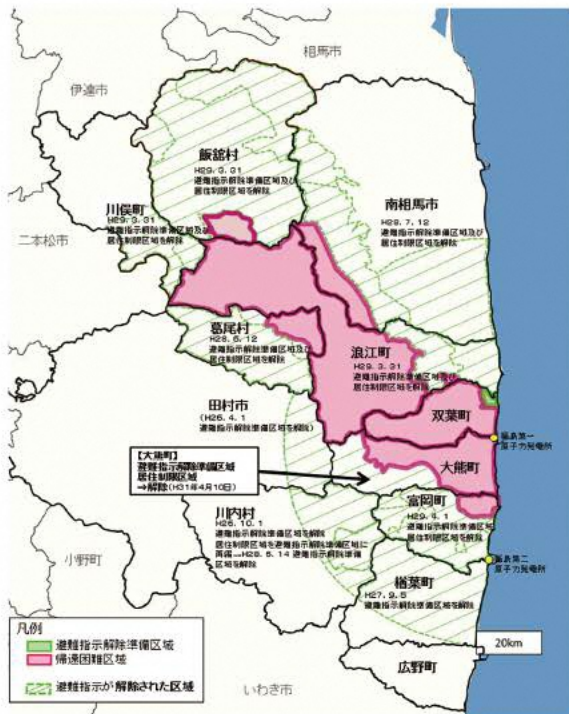 相馬市
伊達市
飯舘村
H29.3.31
避難指示解除準備区域及び
居住制限区域を解除
川俣町
H29.3.31
避難指示解除準備区域及び
居住制限区域を解除
二本松市
南相馬市
H28.7.12
避難指示解除準備区域及び
居住制限区域を解除
葛尾村
H28.6.12
避難指示解除準備区域及び
居住制限区域を解除
浪江町
H29.3.31
避難指示解除準備区域及び
居住制限区域を解除
田村市
(H26.4.1
避難指示解除準備区域を解除)
双葉町
福島第一
原子力発電所
【大熊町】
避難指示解除準備区域
居住制限区域
→解除(H31年4月10日)
大熊町
富岡町
H29.4.1
避難指示解除準備区域及び
居住制限区域を解除
川内村
H26.10.1
避難指示解除準備区域を解除
居住制限区域を避難指示解除準備区域に
再編→H28.6.14 避難指示解除準備
区域を解除
福島第二
原子力発電所
小野町
楢葉町
H27.9.5
避難指示解除準備区域を解除
20km
広野町
いわき市
凡例
避難指示解除準備区域
帰還困難区域
避難指示が解除された区域